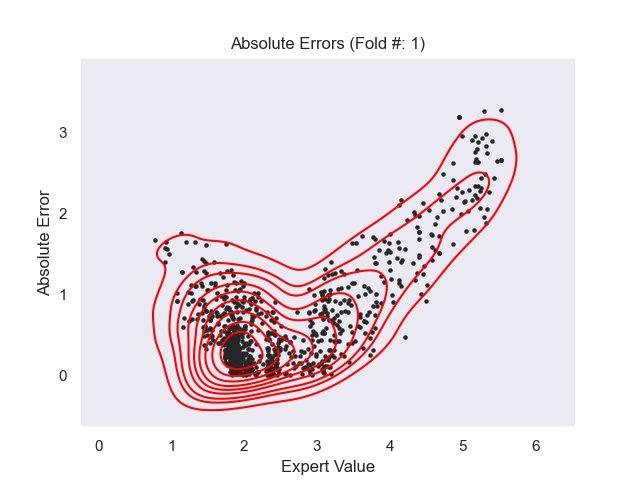 Absolute Errors (Fold #: 1)
Absolute Error
3
2
1
0
0 1 2 3 4 5 6
Expert Value